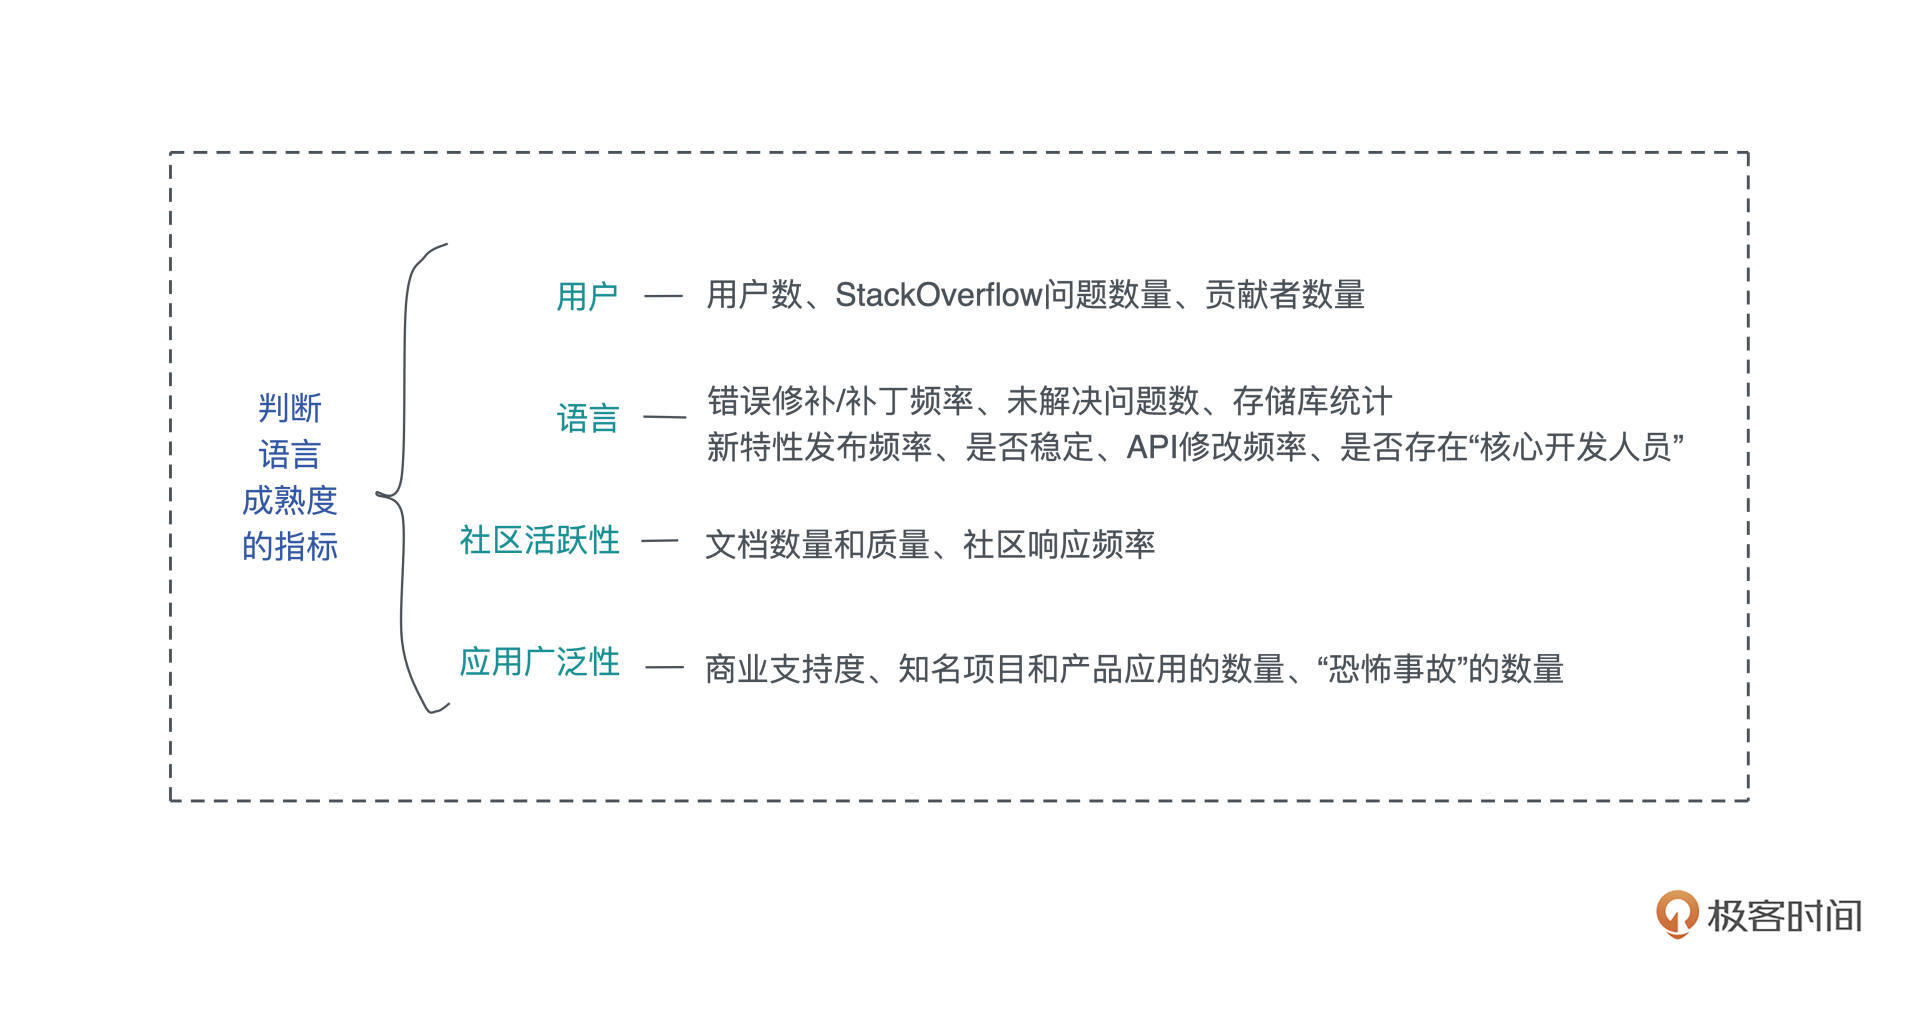 判断
语言
成熟度
的指标
用户
用户数、StackOverflow问题数量、贡献者数量
语言
错误修补/补丁频率、未解决问题数、存储库统计
新特性发布频率、是否稳定、API修改频率、是否存在“核心开发人员”
社区活跃性
文档数量和质量、社区响应频率
应用广泛性
商业支持度、知名项目和产品应用的数量、“恐怖事故”的数量
极客时间